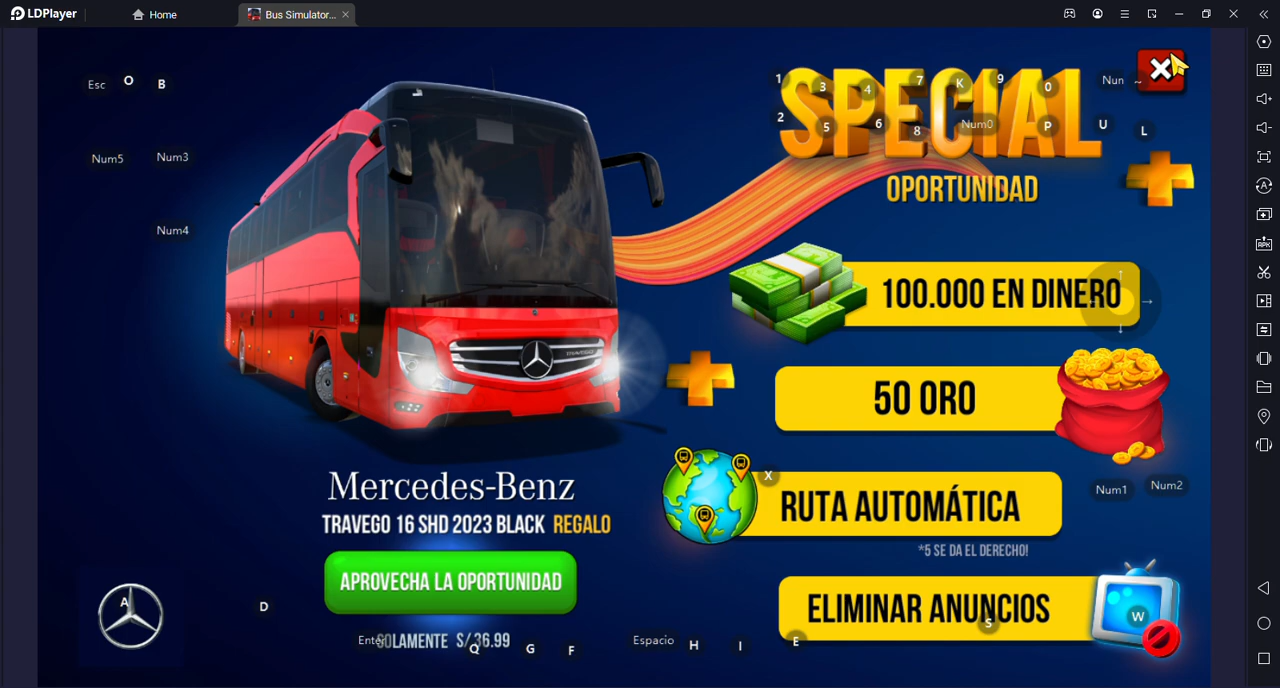 LDPlayer
Home
Bus Simulator...
Esc O B
Num5 Num3
Num4
1 3 4 7 K 9 0 Nun ~
SPECIAL
2 5 6 8 Num0 P U L
OPORTUNIDAD
100.000 EN DINERO
50 ORO
Mercedes-Benz
TRAVEGO 16 SHD 2023 BLACK REGALO
X
RUTA AUTOMÁTICA
Num1 Num2
*5 SE DA EL DERECHO!
APROVECHA LA OPORTUNIDAD
ELIMINAR ANUNCIOS
A D S W
SOLAMENTE S/ 36.99
Enter Q G F Espacio H I E